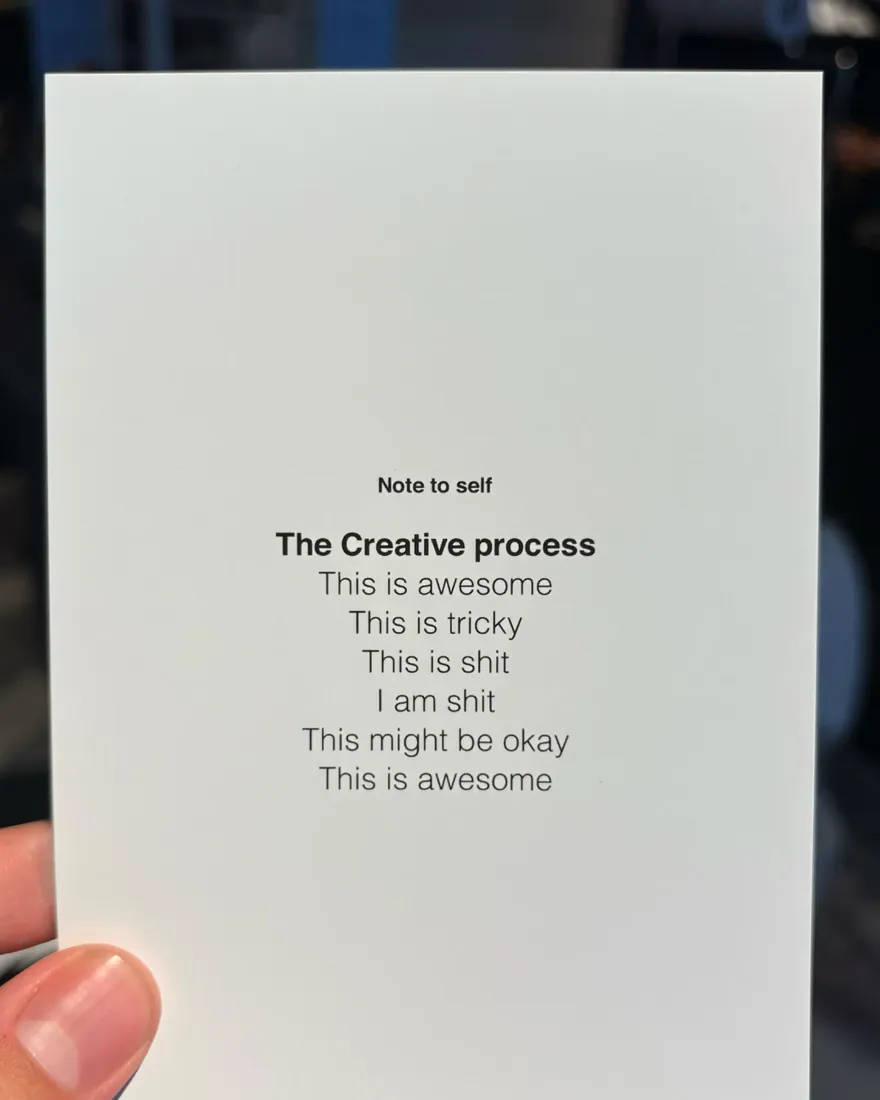 Note to self
The Creative process
This is awesome
This is tricky
This is shit
I am shit
This might be okay
This is awesome